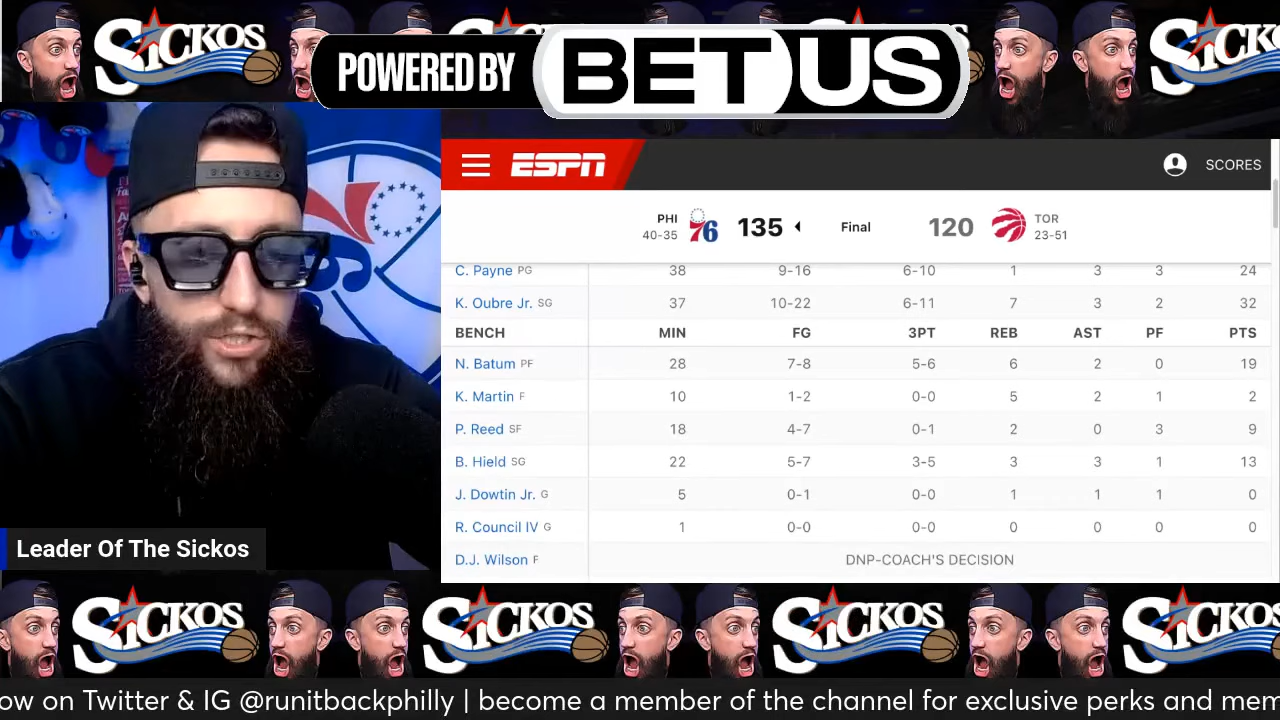 SICKOS
SICKOS
POWERED BY BETUS
ESPN
SCORES
PHI
40-35
76
135
Final
120
TOR
23-51
C. Payne PG 38 9-16 6-10 1 3 3 24
K. Oubre Jr. SG 37 10-22 6-11 7 3 2 32
BENCH MIN FG 3PT REB AST PF PTS
N. Batum PF 28 7-8 5-6 6 2 0 19
K. Martin F 10 1-2 0-0 5 2 1 2
P. Reed SF 18 4-7 0-1 2 0 3 9
B. Hield SG 22 5-7 3-5 3 3 1 13
J. Dowtin Jr. G 5 0-1 0-0 1 1 1 0
R. Council IV G 1 0-0 0-0 0 0 0 0
D.J. Wilson F DNP-COACH'S DECISION
Leader Of The Sickos
SICKOS
SICKOS
SICKOS
SICKOS
ow on Twitter & IG @runitbackphilly | become a member of the channel for exclusive perks and mem